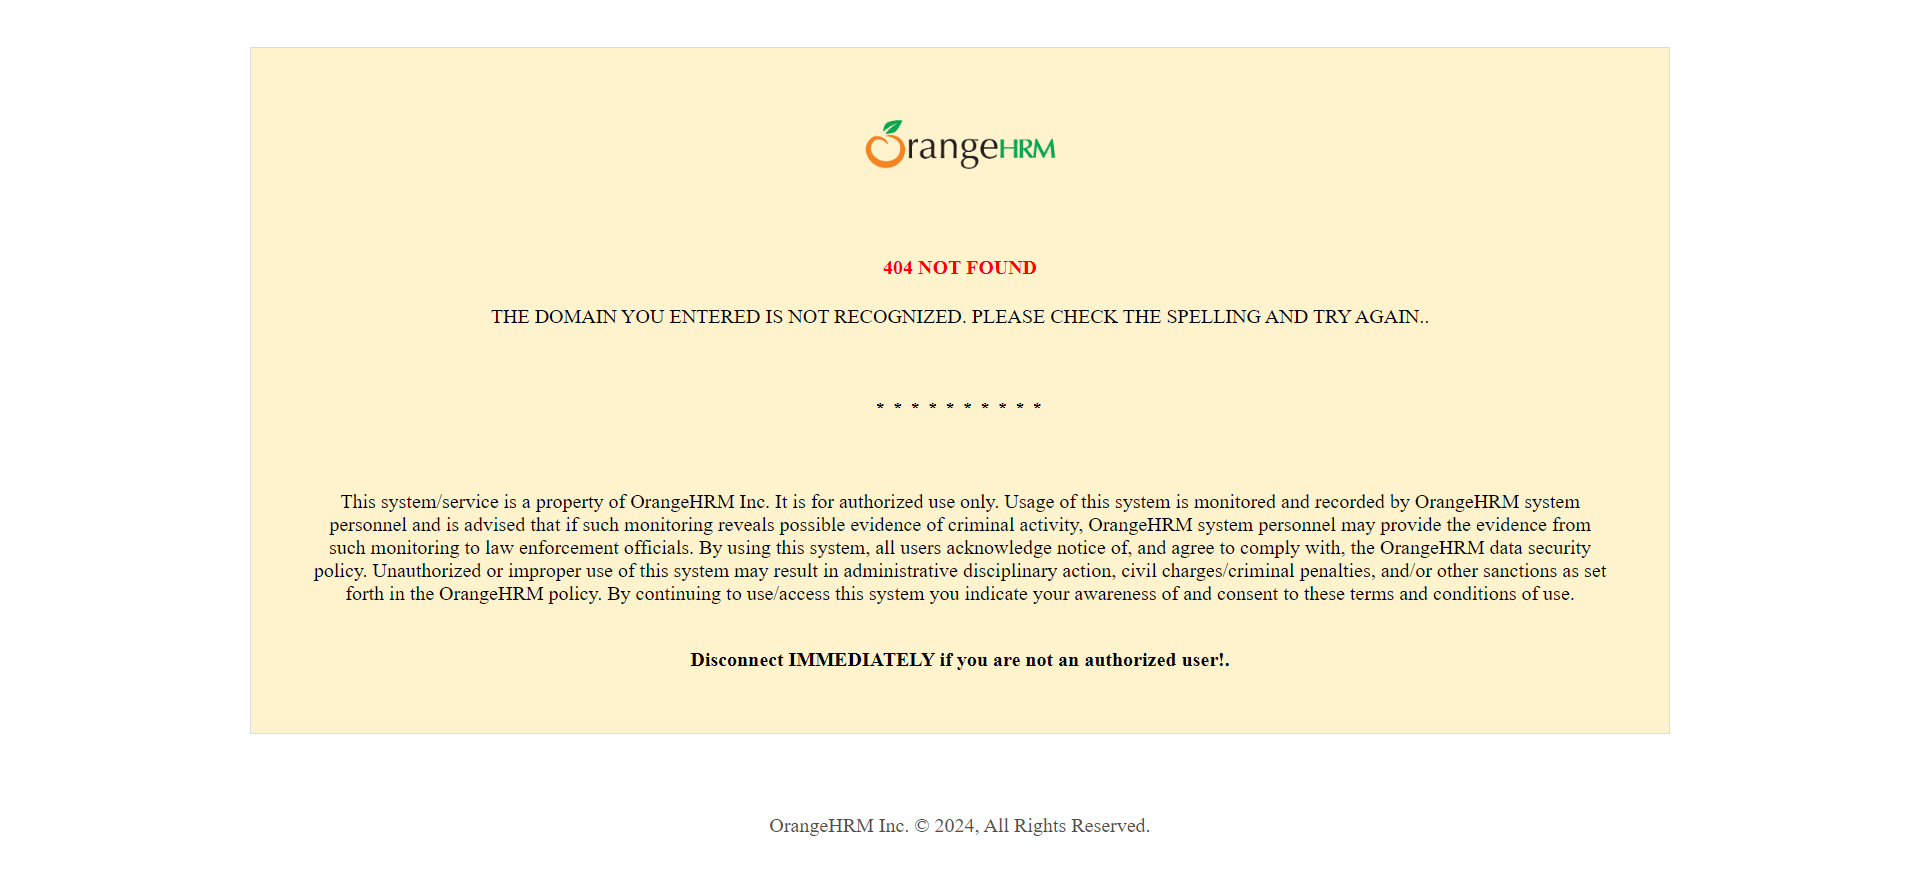 OrangeHRM
404 NOT FOUND
THE DOMAIN YOU ENTERED IS NOT RECOGNIZED. PLEASE CHECK THE SPELLING AND TRY AGAIN..
* * * * * * * * * *
This system/service is a property of OrangeHRM Inc. It is for authorized use only. Usage of this system is monitored and recorded by OrangeHRM system
personnel and is advised that if such monitoring reveals possible evidence of criminal activity, OrangeHRM system personnel may provide the evidence from
such monitoring to law enforcement officials. By using this system, all users acknowledge notice of, and agree to comply with, the OrangeHRM data security
policy. Unauthorized or improper use of this system may result in administrative disciplinary action, civil charges/criminal penalties, and/or other sanctions as set
forth in the OrangeHRM policy. By continuing to use/access this system you indicate your awareness of and consent to these terms and conditions of use.
Disconnect IMMEDIATELY if you are not an authorized user!.
OrangeHRM Inc. © 2024, All Rights Reserved.